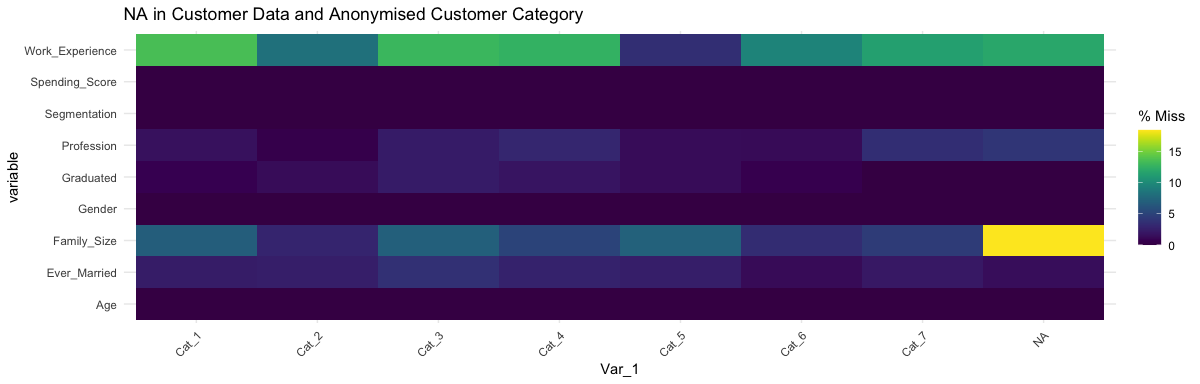 NA in Customer Data and Anonymised Customer Category
variable
Work_Experience
Spending_Score
Segmentation
Profession
Graduated
Gender
Family_Size
Ever_Married
Age
Cat_1
Cat_2
Cat_3
Cat_4
Cat_5
Cat_6
Cat_7
NA
Var_1
% Miss
15
10
5
0